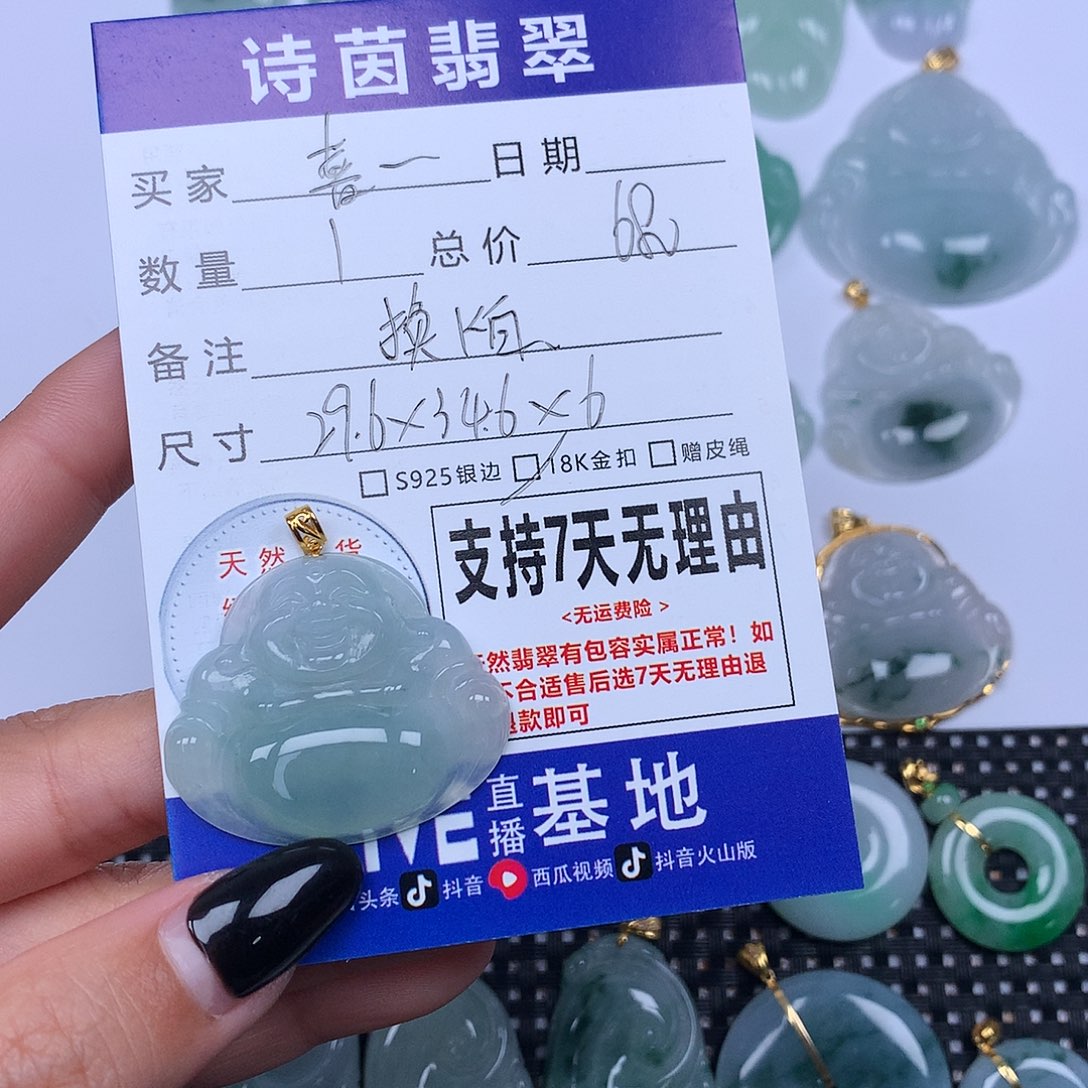 诗茵翡翠
买家 喜一 日期
数量 1 总价 680
备注 换
尺寸 29.6×34.6×6
S925银边 18K金扣 赠皮绳
天然 货
支持7天无理由
<无运费险 >
然翡翠有包容实属正常！如
不合适售后选7天无理由退
退款即可
直播基地
头条 抖音 西瓜视频 抖音火山版